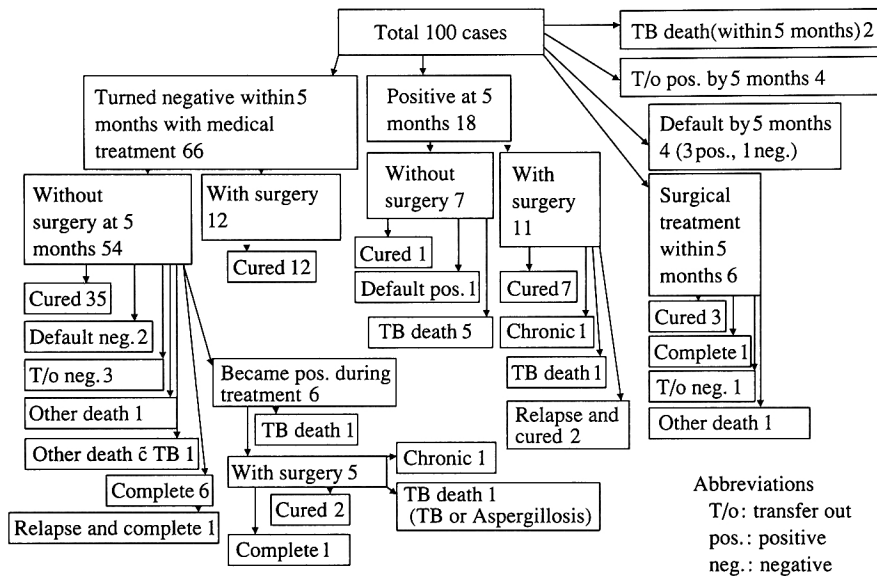 Total 100 cases
TB death(within 5 months) 2
T/o pos. by 5 months 4
Default by 5 months
4 (3 pos., 1 neg.)
Surgical
treatment
within 5
months 6
Cured 3
Complete 1
T/o neg. 1
Other death 1
Turned negative within 5
months with medical
treatment 66
Positive at 5
months 18
Without
surgery at 5
months 54
With surgery
12
Cured 12
Without
surgery 7
With
surgery
11
Cured 1
Default pos. 1
TB death 5
Cured 7
Chronic 1
TB death 1
Relapse and
cured 2
Cured 35
Default neg. 2
T/o neg. 3
Other death 1
Other death c̃ TB 1
Complete 6
Relapse and complete 1
Became pos. during
treatment 6
TB death 1
With surgery 5
Chronic 1
TB death 1
(TB or Aspergillosis)
Cured 2
Complete 1
Abbreviations
T/o: transfer out
pos.: positive
neg.: negative